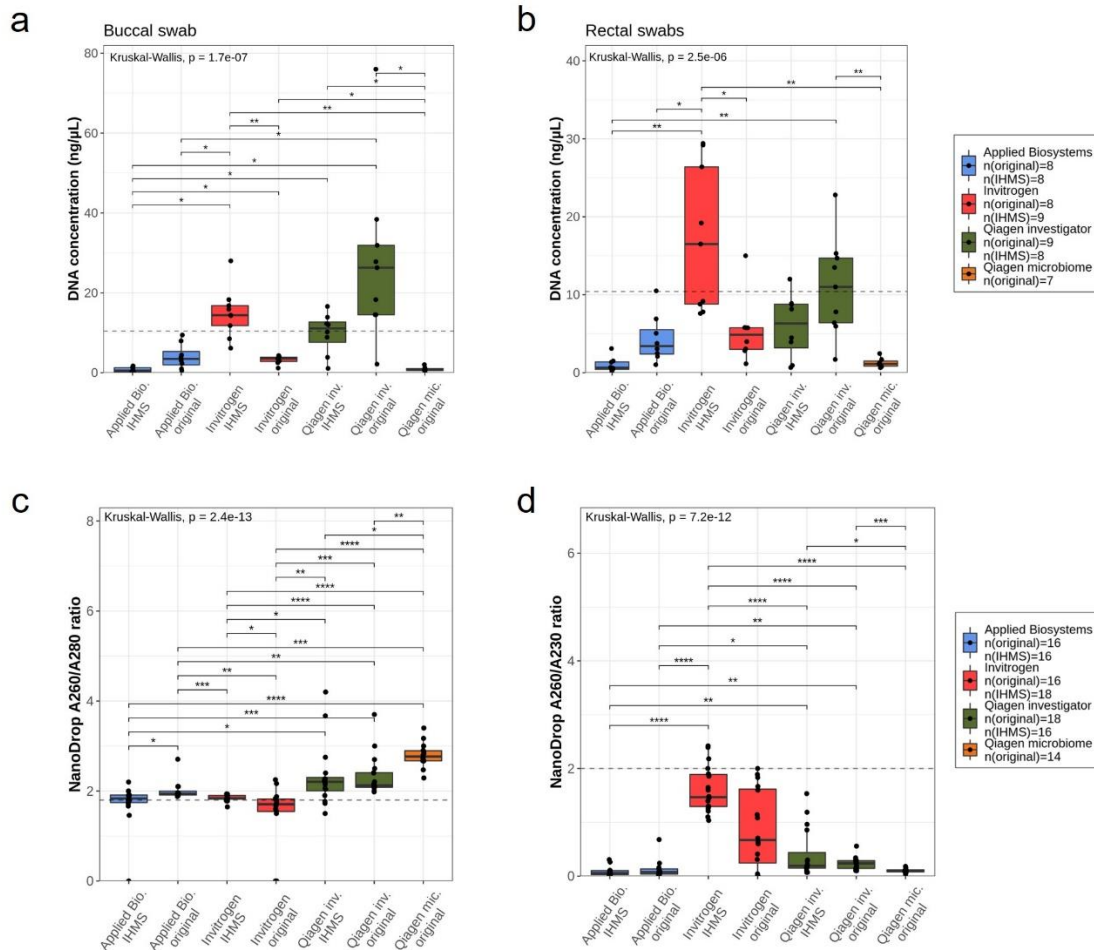 a
Buccal swab
Kruskal-Wallis, p = 1.7e-07
DNA concentration (ng/µL)
80
60
40
20
0
*
*
*
**
**
*
*
*
*
*
*
Applied Bio. IHMS
Applied Bio. original
Invitrogen IHMS
Invitrogen original
Qiagen inv. IHMS
Qiagen inv. original
Qiagen mic. original
b
Rectal swabs
Kruskal-Wallis, p = 2.5e-06
DNA concentration (ng/µL)
40
30
20
10
0
**
**
*
*
**
**
Applied Bio. IHMS
Applied Bio. original
Invitrogen IHMS
Invitrogen original
Qiagen inv. IHMS
Qiagen inv. original
Qiagen mic. original
Applied Biosystems
n(original)=8
n(IHMS)=8
Invitrogen
n(original)=8
n(IHMS)=9
Qiagen investigator
n(original)=9
n(IHMS)=8
Qiagen microbiome
n(original)=7
c
Kruskal-Wallis, p = 2.4e-13
NanoDrop A260/A280 ratio
8
6
4
2
0
**
*
****
***
**
****
****
*
*
***
**
**
***
****
***
*
*
Applied Bio. IHMS
Applied Bio. original
Invitrogen IHMS
Invitrogen original
Qiagen inv. IHMS
Qiagen inv. original
Qiagen mic. original
d
Kruskal-Wallis, p = 7.2e-12
NanoDrop A260/A230 ratio
6
4
2
0
***
*
****
****
****
**
*
****
**
**
****
Applied Bio. IHMS
Applied Bio. original
Invitrogen IHMS
Invitrogen original
Qiagen inv. IHMS
Qiagen inv. original
Qiagen mic. original
Applied Biosystems
n(original)=16
n(IHMS)=16
Invitrogen
n(original)=16
n(IHMS)=18
Qiagen investigator
n(original)=18
n(IHMS)=16
Qiagen microbiome
n(original)=14